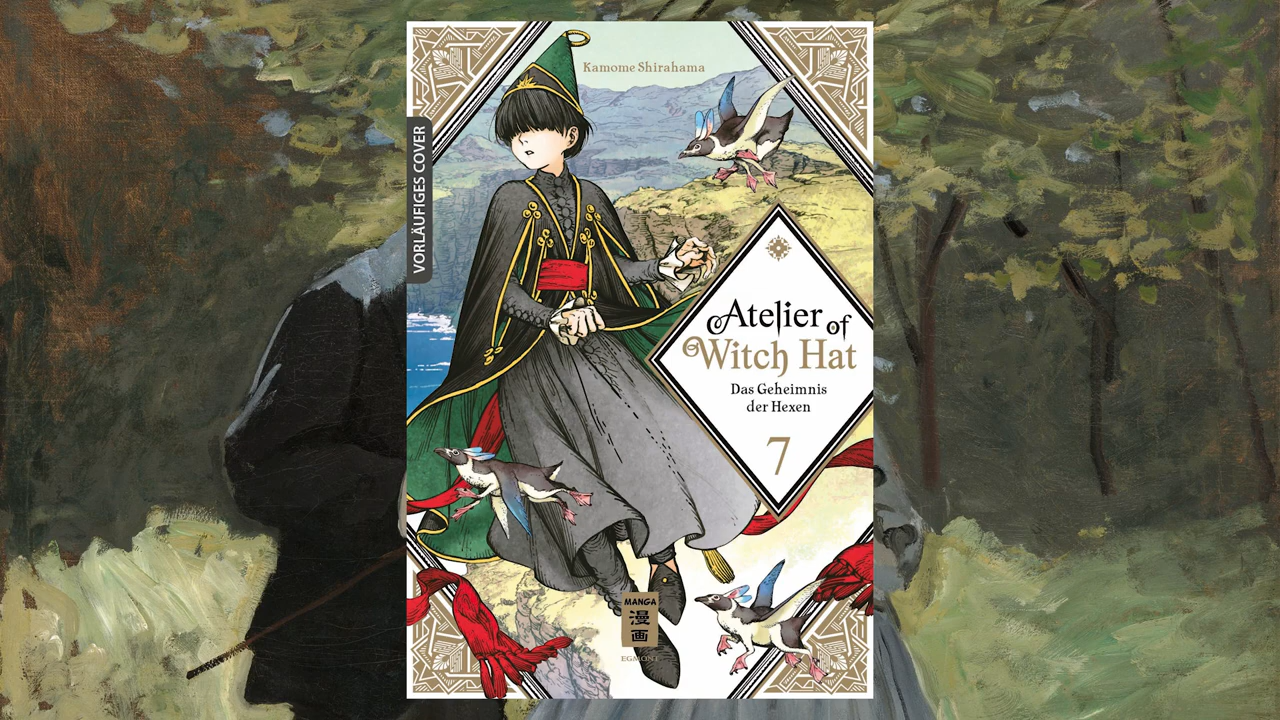 Kamome Shirahama
VORLÄUFIGES COVER
Atelier of
Witch Hat
Das Geheimnis
der Hexen
7
MANGA
漫
画
EGMONT